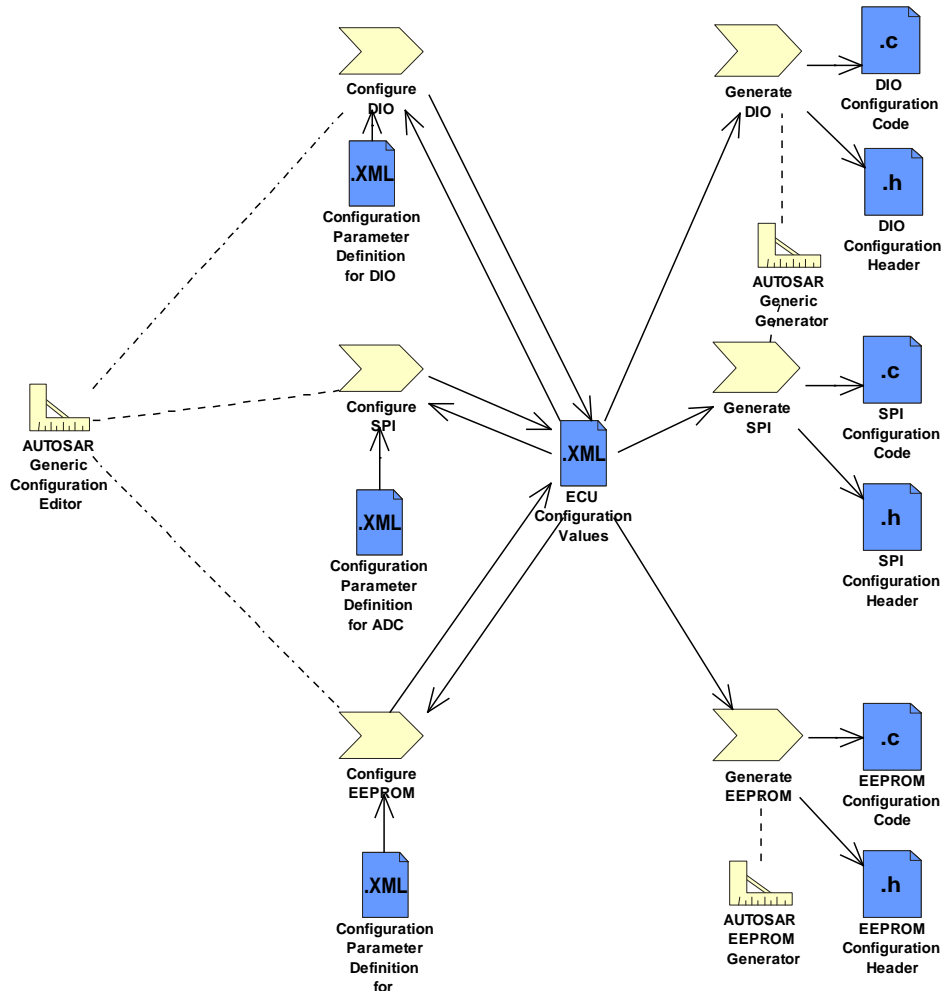 .c
Configure
DIO
Generate
DIO
DIO
Configuration
Code
.XML
.h
Configuration
Parameter
Definition
for DIO
DIO
Configuration
Header
AUTOSAR
Generic
Generator
.c
Configure
SPI
Generate
SPI
SPI
Configuration
Code
AUTOSAR
Generic
Configuration
Editor
.XML
ECU
Configuration
Values
.XML
Configuration
Parameter
Definition
for ADC
.h
SPI
Configuration
Header
.c
Configure
EEPROM
Generate
EEPROM
EEPROM
Configuration
Code
.XML
Configuration
Parameter
Definition
for
AUTOSAR
EEPROM
Generator
.h
EEPROM
Configuration
Header